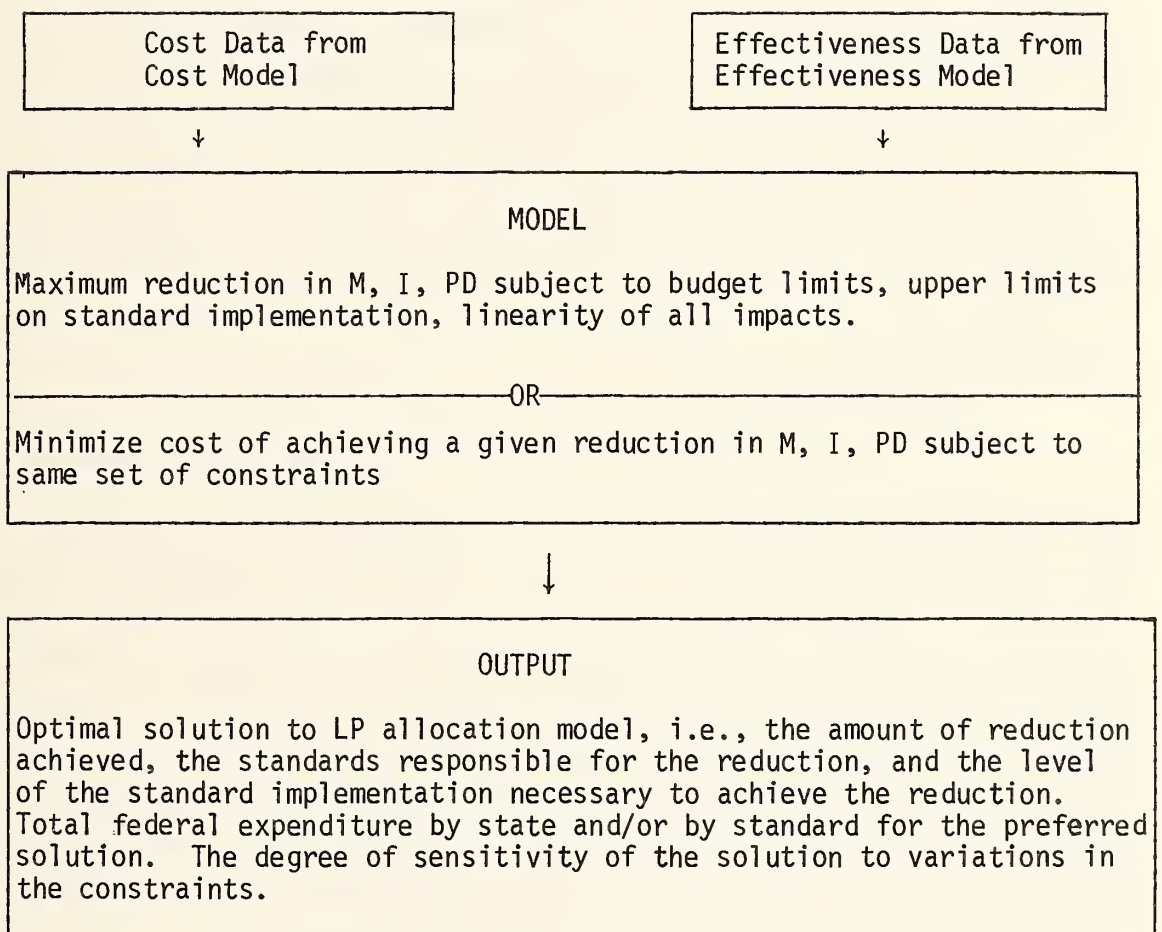 Cost Data from
Cost Model
Effectiveness Data from
Effectiveness Model
MODEL
Maximum reduction in M, I, PD subject to budget limits, upper limits
on standard implementation, linearity of all impacts.
OR
Minimize cost of achieving a given reduction in M, I, PD subject to
same set of constraints
OUTPUT
Optimal solution to LP allocation model, i.e., the amount of reduction
achieved, the standards responsible for the reduction, and the level
of the standard implementation necessary to achieve the reduction.
Total federal expenditure by state and/or by standard for the preferred
solution. The degree of sensitivity of the solution to variations in
the constraints.